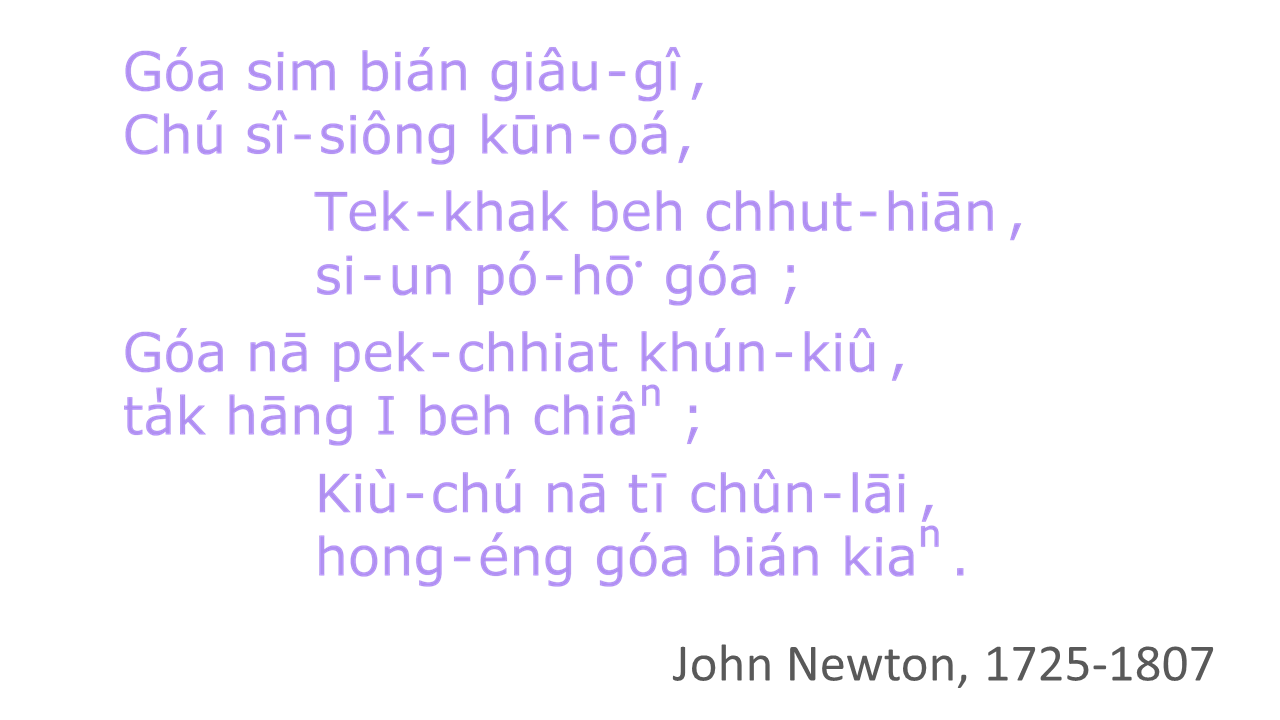 Góa sim bián giâu-gî,
Chú sî-siông kūn-oá,
Tek-khak beh chhut-hiān,
si-un pó-hō͘ góa ;
Góa nā pek-chhiat khún-kiû,
ta̍k hāng I beh chiâⁿ ;
Kiù-chú nā tī chûn-lāi,
hong-éng góa bián kiaⁿ.
John Newton, 1725-1807